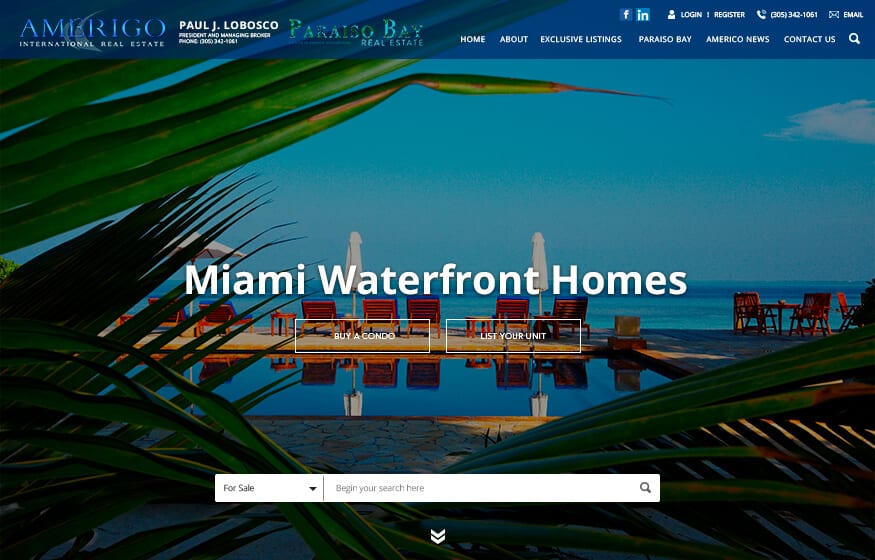 AMERIGO
INTERNATIONAL REAL ESTATE
PAUL J. LOBOSCO
PRESIDENT AND MANAGING BROKER
PHONE: (305) 342-1061
PARAISO BAY
REAL ESTATE
f in LOGIN | REGISTER (305) 342-1061 EMAIL
HOME ABOUT EXCLUSIVE LISTINGS PARAISO BAY AMERICO NEWS CONTACT US
Miami Waterfront Homes
BUY A CONDO LIST YOUR UNIT
For Sale Begin your search here